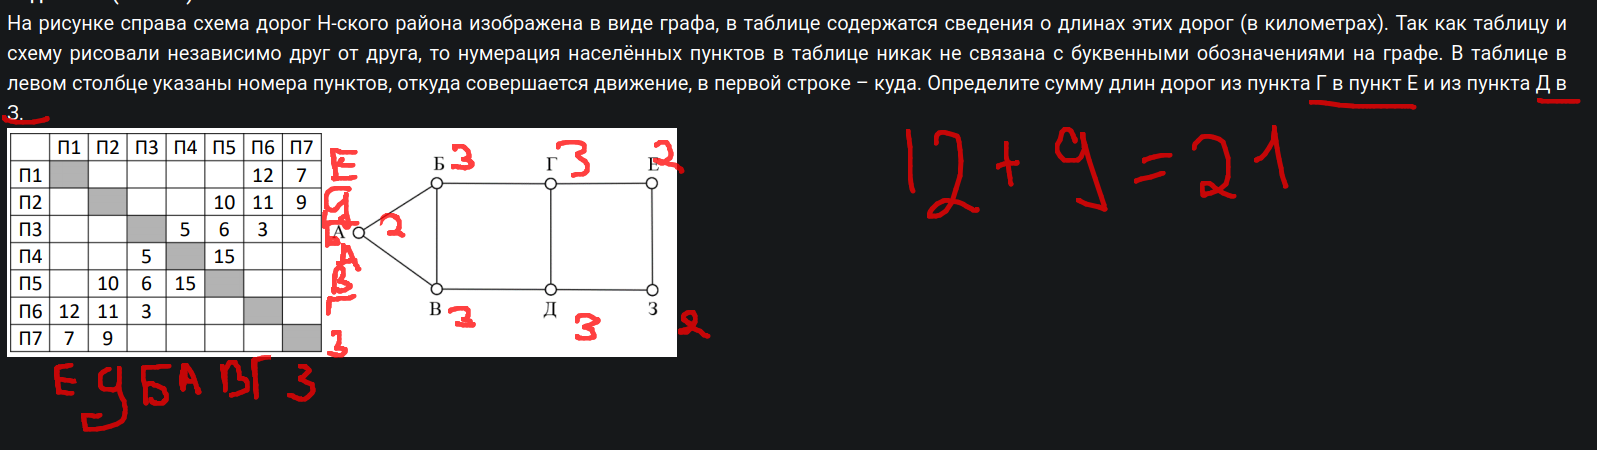 На рисунке справа схема дорог Н-ского района изображена в виде графа, в таблице содержатся сведения о длинах этих дорог (в километрах). Так как таблицу и
схему рисовали независимо друг от друга, то нумерация населённых пунктов в таблице никак не связана с буквенными обозначениями на графе. В таблице в
левом столбце указаны номера пунктов, откуда совершается движение, в первой строке – куда. Определите сумму длин дорог из пункта Г в пункт Е и из пункта Д в
З.
П1 П2 П3 П4 П5 П6 П7
П1 12 7 Е
П2 10 11 9 Д
П3 5 6 3 Б
П4 5 15 А
П5 10 6 15 В
П6 12 11 3 Г
П7 7 9 З
Е Д Б А В Г З
Б 3 Г 3 Е 2
А 2
В 3 Д 3 З 2
12 + 9 = 21